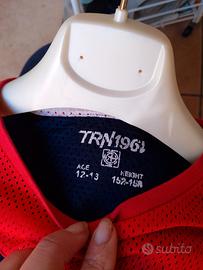 TRN1961
AGE HEIGHT
12-13 152-158
subito